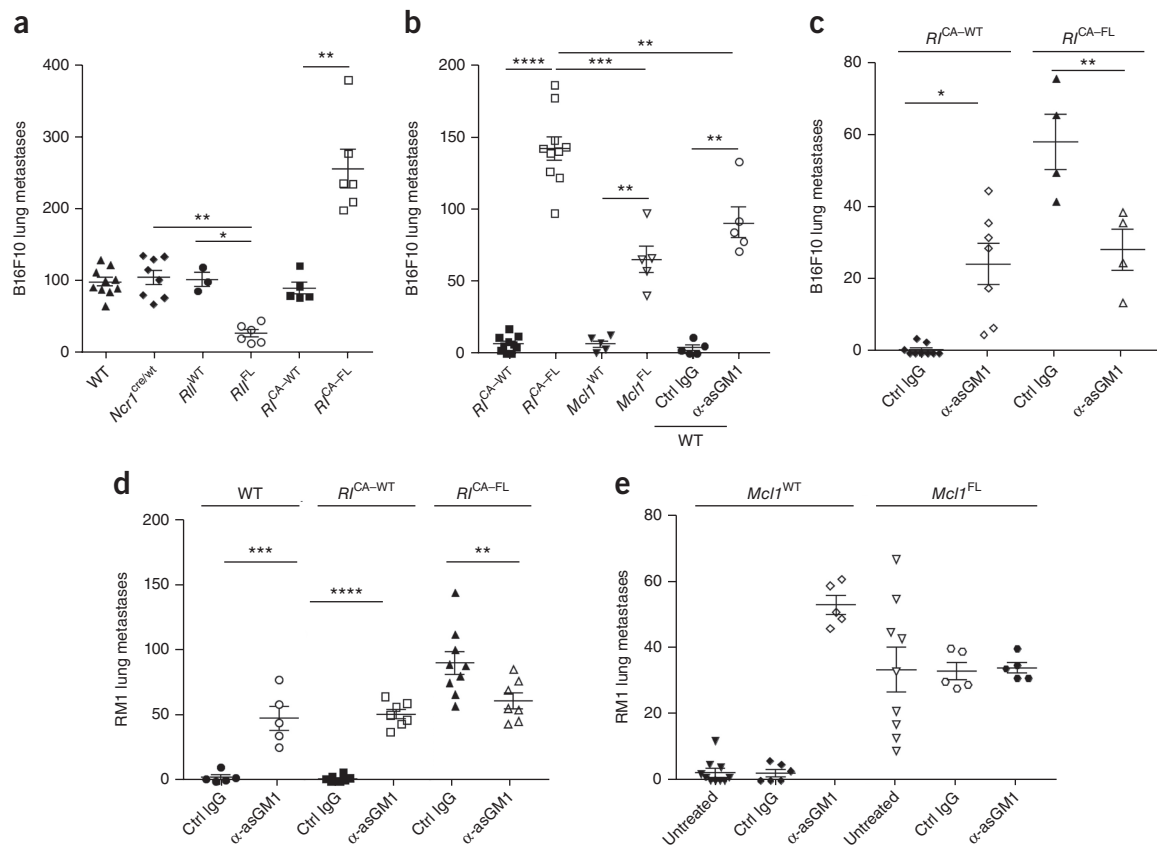 a
B16F10 lung metastases
400
300
200
100
0
**
**
*
WT
Ncr1cre/wt
RIIWT
RIIFL
RICA–WT
RICA–FL
b
B16F10 lung metastases
200
150
100
50
0
**
**** ***
**
**
RICA–WT
RICA–FL
Mcl1WT
Mcl1FL
Ctrl IgG
α-asGM1
WT
c
RICA–WT RICA–FL
B16F10 lung metastases
80
60
40
20
0
**
*
Ctrl IgG
α-asGM1
Ctrl IgG
α-asGM1
d
WT RICA–WT RICA–FL
RM1 lung metastases
200
150
100
50
0
*** **
****
Ctrl IgG
α-asGM1
Ctrl IgG
α-asGM1
Ctrl IgG
α-asGM1
e
Mcl1WT Mcl1FL
RM1 lung metastases
80
60
40
20
0
Untreated
Ctrl IgG
α-asGM1
Untreated
Ctrl IgG
α-asGM1